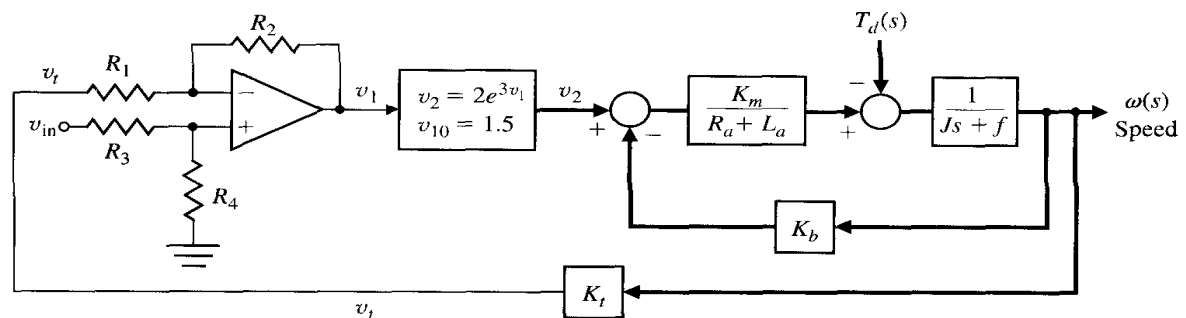 T_d(s)
R_2
v_t
R_1
−
v_1
v_2 = 2e^{3v_1}
v_10 = 1.5
v_2
+
−
K_m
R_a + L_a
−
+
1
Js + f
ω(s)
Speed
v_in
R_3
+
R_4
K_b
K_t
v_t